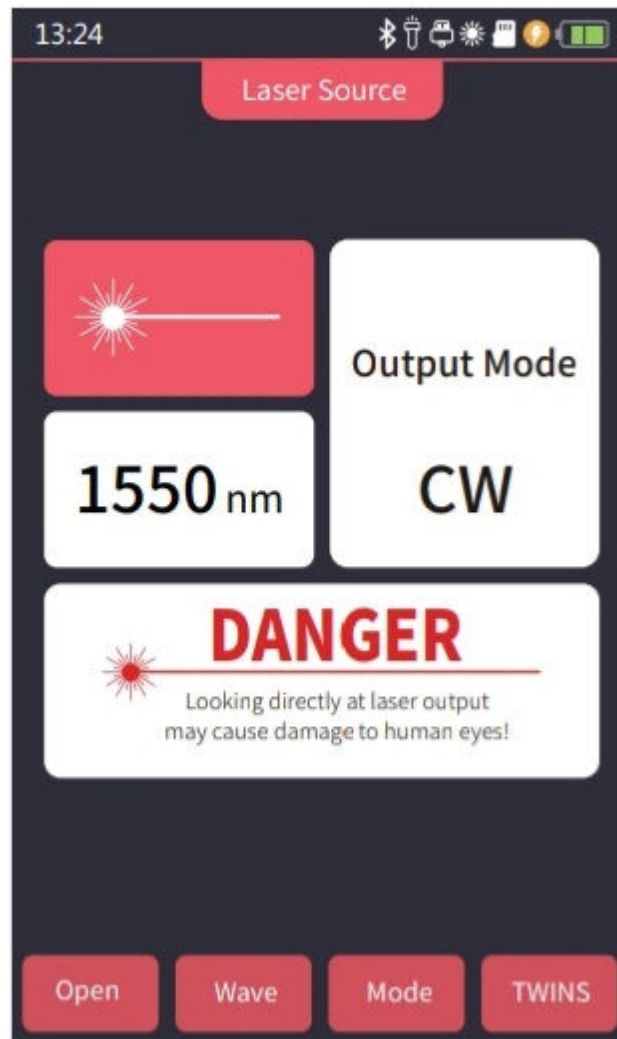 13:24
Laser Source
Output Mode
1550 nm
CW
DANGER
Looking directly at laser output
may cause damage to human eyes!
Open
Wave
Mode
TWINS